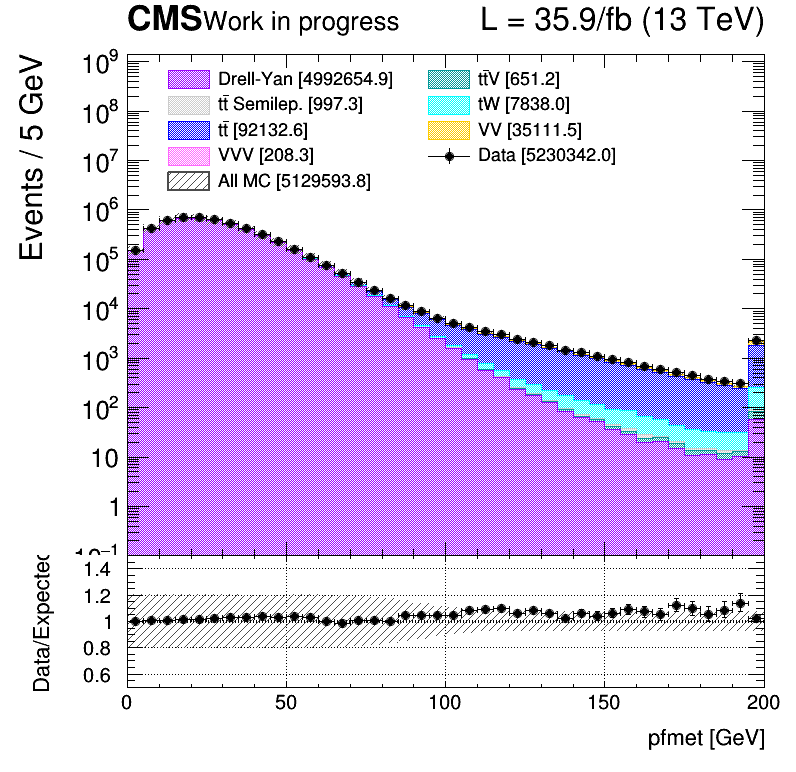 CMS Work in progress L = 35.9/fb (13 TeV)
Events / 5 GeV
10⁹
10⁸
10⁷
10⁶
10⁵
10⁴
10³
10²
10
1
10⁻¹
Drell-Yan [4992654.9]
tt̄ Semilep. [997.3]
tt̄ [92132.6]
VVV [208.3]
All MC [5129593.8]
tt̄V [651.2]
tW [7838.0]
VV [35111.5]
Data [5230342.0]
Data/Expected
1.4
1.2
1
0.8
0.6
0 50 100 150 200
pfmet [GeV]